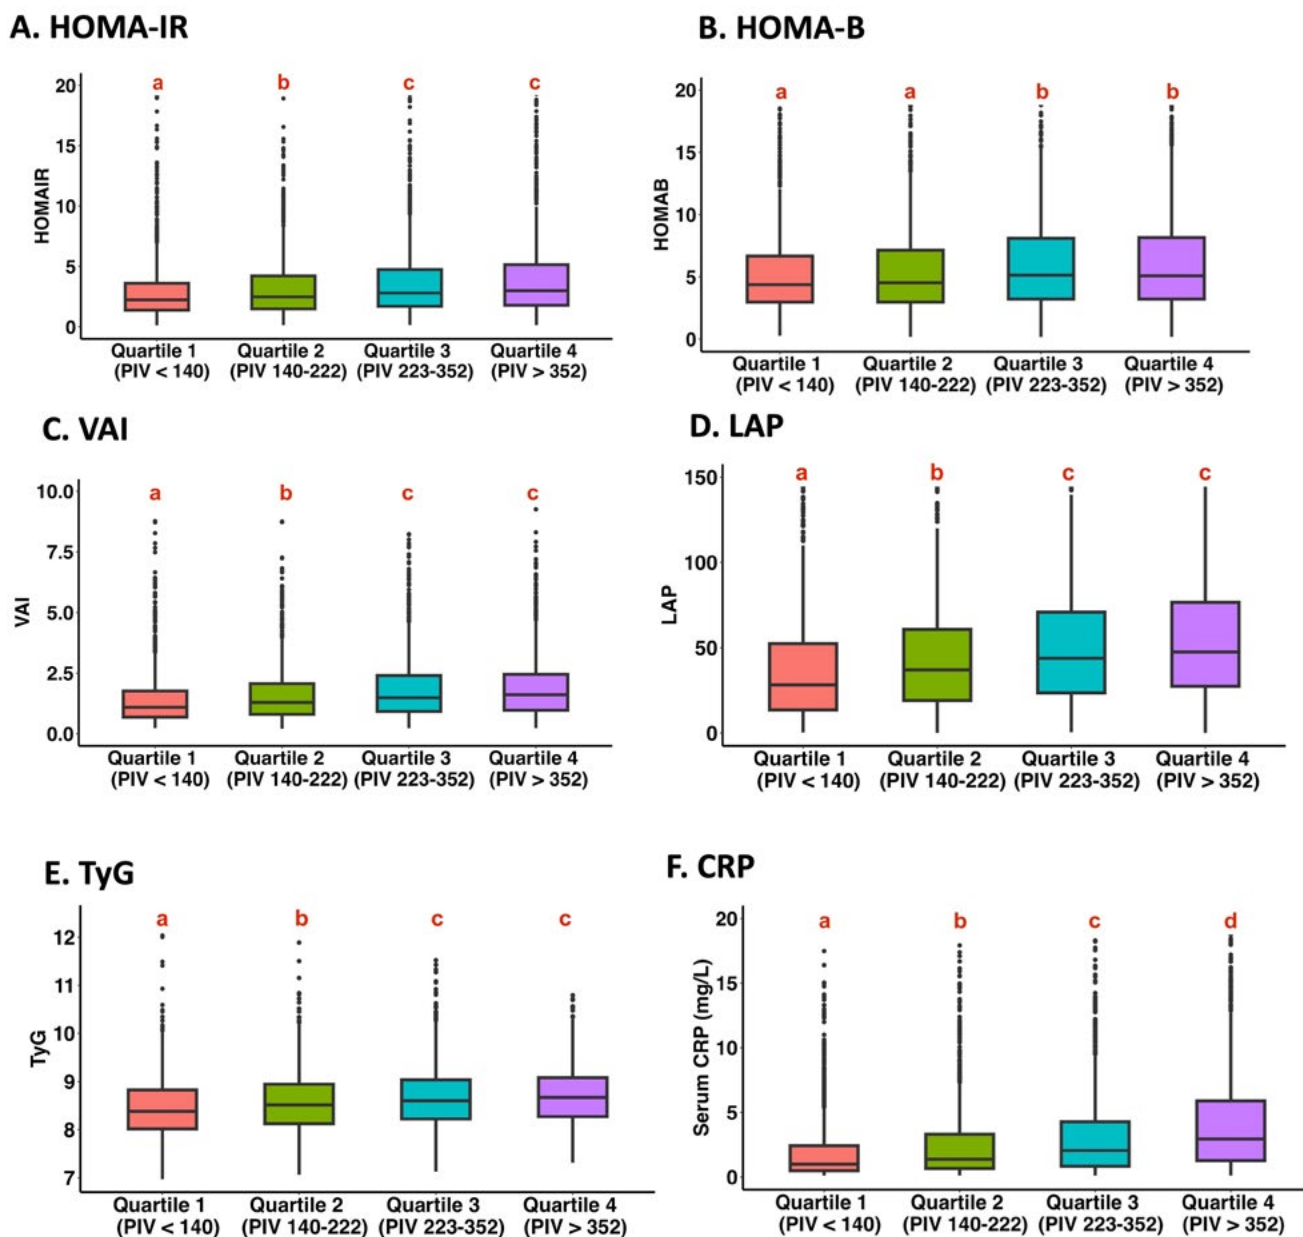 A. HOMA-IR
a b c c
HOMAIR
20
15
10
5
0
Quartile 1 Quartile 2 Quartile 3 Quartile 4
(PIV < 140) (PIV 140-222) (PIV 223-352) (PIV > 352)
B. HOMA-B
a a b b
HOMAB
20
15
10
5
0
Quartile 1 Quartile 2 Quartile 3 Quartile 4
(PIV < 140) (PIV 140-222) (PIV 223-352) (PIV > 352)
C. VAI
a b c c
VAI
10.0
7.5
5.0
2.5
0.0
Quartile 1 Quartile 2 Quartile 3 Quartile 4
(PIV < 140) (PIV 140-222) (PIV 223-352) (PIV > 352)
D. LAP
a b c c
LAP
150
100
50
0
Quartile 1 Quartile 2 Quartile 3 Quartile 4
(PIV < 140) (PIV 140-222) (PIV 223-352) (PIV > 352)
E. TyG
a b c c
TyG
12
11
10
9
8
7
Quartile 1 Quartile 2 Quartile 3 Quartile 4
(PIV < 140) (PIV 140-222) (PIV 223-352) (PIV > 352)
F. CRP
a b c d
Serum CRP (mg/L)
20
15
10
5
0
Quartile 1 Quartile 2 Quartile 3 Quartile 4
(PIV < 140) (PIV 140-222) (PIV 223-352) (PIV > 352)